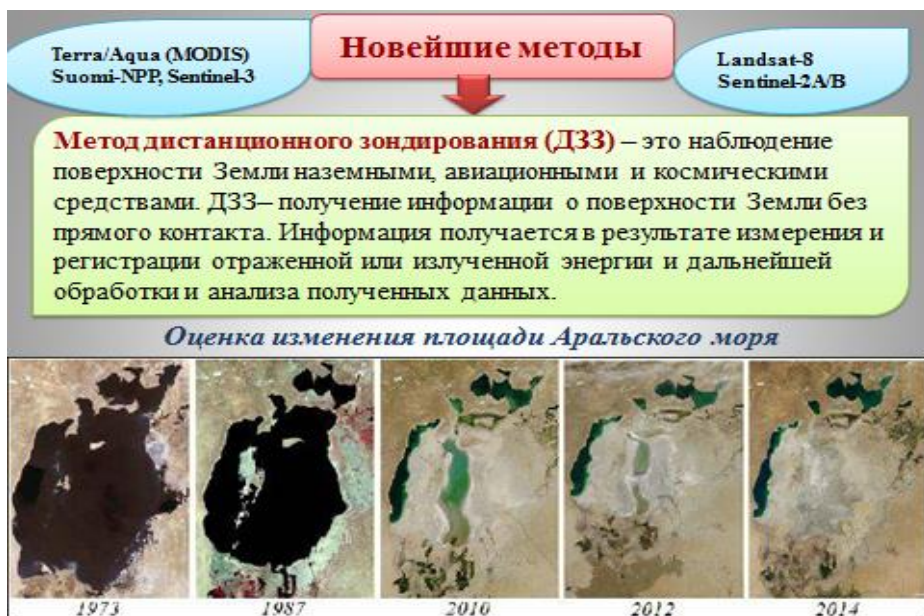 Terra/Aqua (MODIS)
Suomi-NPP, Sentinel-3
Новейшие методы
Landsat-8
Sentinel-2A/B
Метод дистанционного зондирования (ДЗЗ) – это наблюдение
поверхности Земли наземными, авиационными и космическими
средствами. ДЗЗ– получение информации о поверхности Земли без
прямого контакта. Информация получается в результате измерения и
регистрации отраженной или излученной энергии и дальнейшей
обработки и анализа полученных данных.
Оценка изменения площади Аральского моря
1973 1987 2010 2012 2014